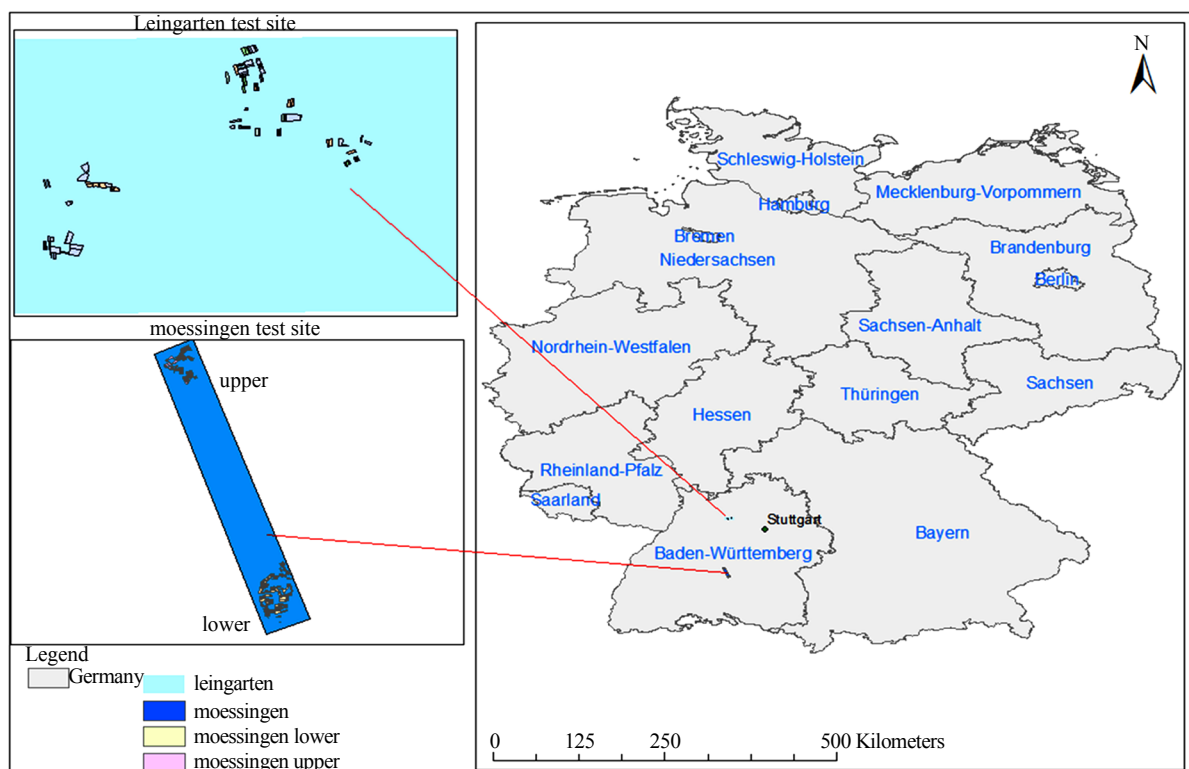 Leingarten test site
N
Schleswig-Holstein
Mecklenburg-Vorpommern
Hamburg
Bremen
Niedersachsen
Brandenburg
Berlin
Sachsen-Anhalt
Nordrhein-Westfalen
Thüringen
Sachsen
Hessen
Rheinland-Pfalz
Saarland
Stuttgart
Baden-Württemberg
Bayern
moessingen test site
upper
lower
Legend
Germany
leingarten
moessingen
moessingen lower
moessingen upper
0 125 250 500 Kilometers